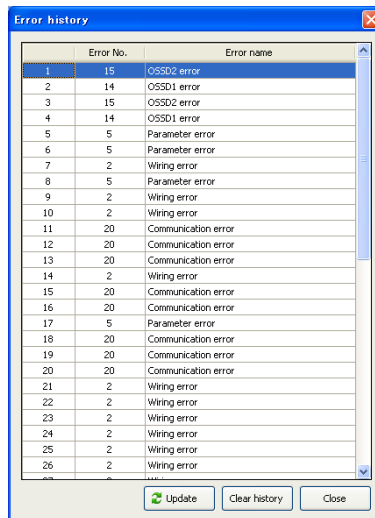 Error history
Error No. Error name
1 15 OSSD2 error
2 14 OSSD1 error
3 15 OSSD2 error
4 14 OSSD1 error
5 5 Parameter error
6 5 Parameter error
7 2 Wiring error
8 5 Parameter error
9 2 Wiring error
10 2 Wiring error
11 20 Communication error
12 20 Communication error
13 20 Communication error
14 2 Wiring error
15 20 Communication error
16 20 Communication error
17 5 Parameter error
18 20 Communication error
19 20 Communication error
20 20 Communication error
21 2 Wiring error
22 2 Wiring error
23 2 Wiring error
24 2 Wiring error
25 2 Wiring error
26 2 Wiring error
Update Clear history Close